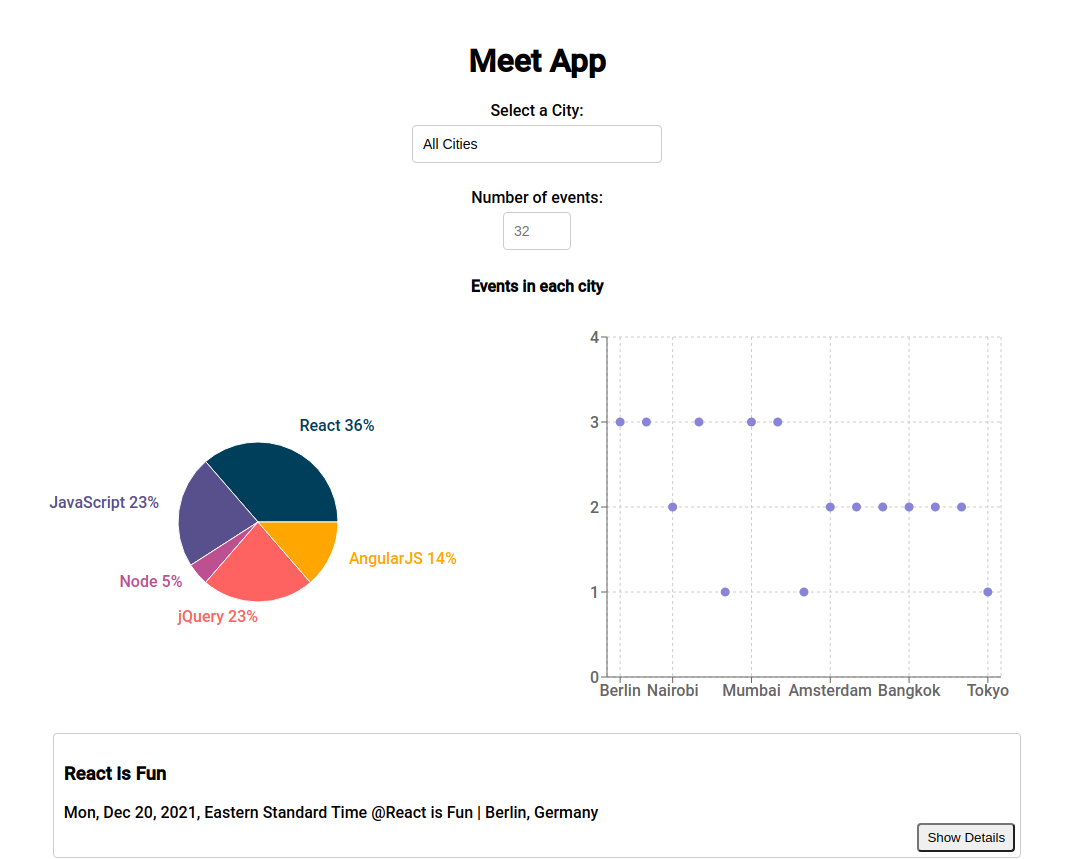 Meet App
Select a City:
All Cities
Number of events:
32
Events in each city
React 36%
JavaScript 23%
AngularJS 14%
Node 5%
jQuery 23%
4
3
2
1
0
Berlin Nairobi Mumbai Amsterdam Bangkok Tokyo
React Is Fun
Mon, Dec 20, 2021, Eastern Standard Time @React is Fun | Berlin, Germany
Show Details